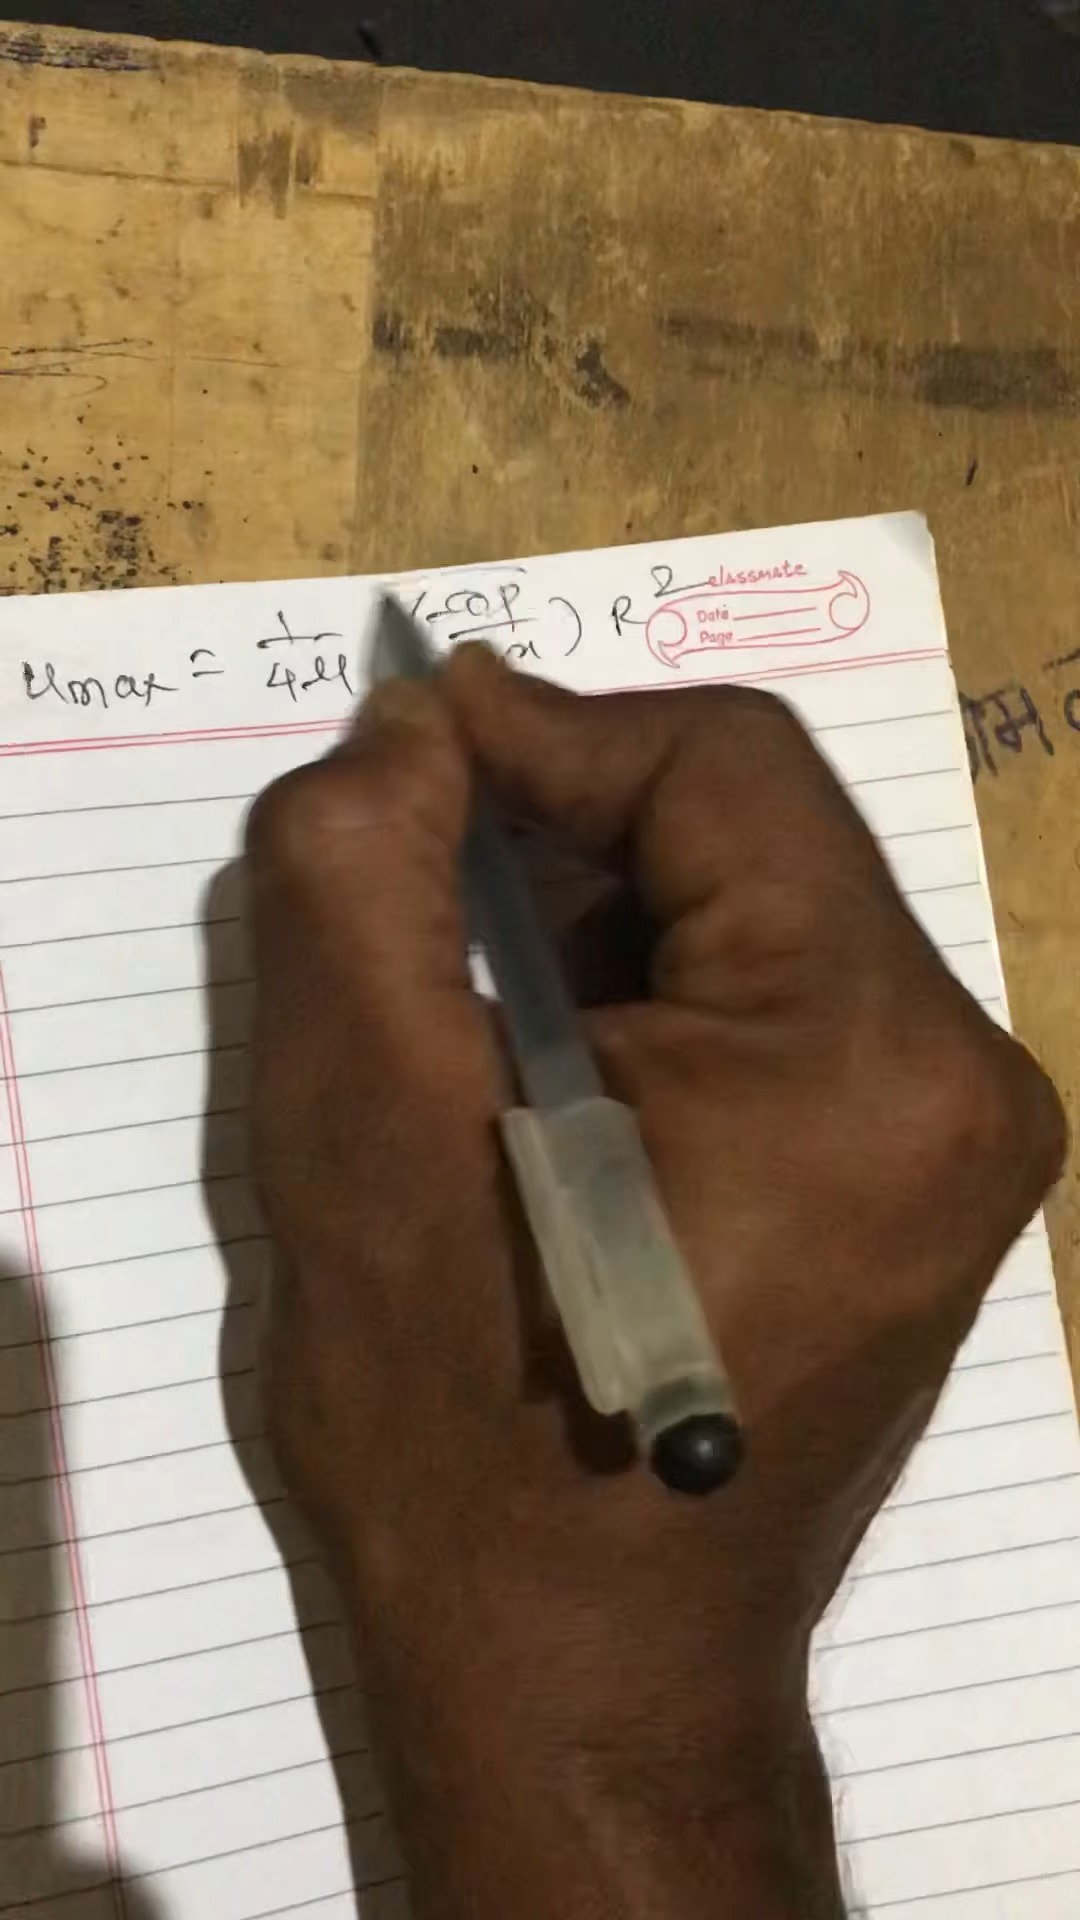 umax = 1/4μ (-∂P/∂x) R²
classmate
Date
Page